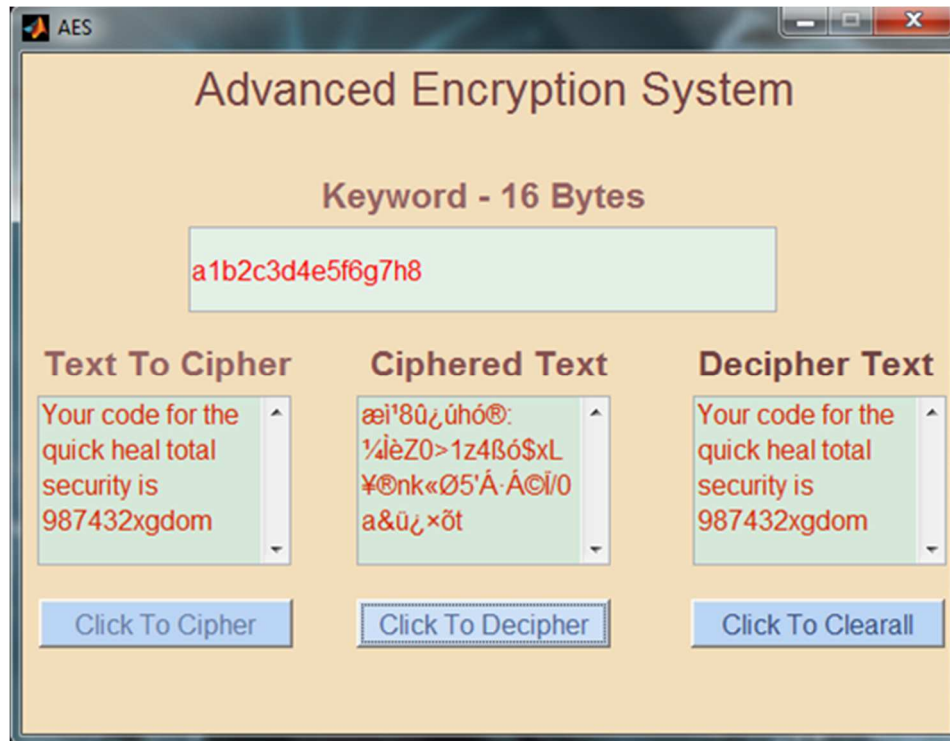 AES
Advanced Encryption System
Keyword - 16 Bytes
a1b2c3d4e5f6g7h8
Text To Cipher
Your code for the
quick heal total
security is
987432xgdom
Click To Cipher
Ciphered Text
æì¹8û¿úhó®:
¼ÌèZ0>1z4ßó$xL
¥®nk«Ø5'Á·Á©Ï/0
a&ü¿×õt
Click To Decipher
Decipher Text
Your code for the
quick heal total
security is
987432xgdom
Click To Clearall